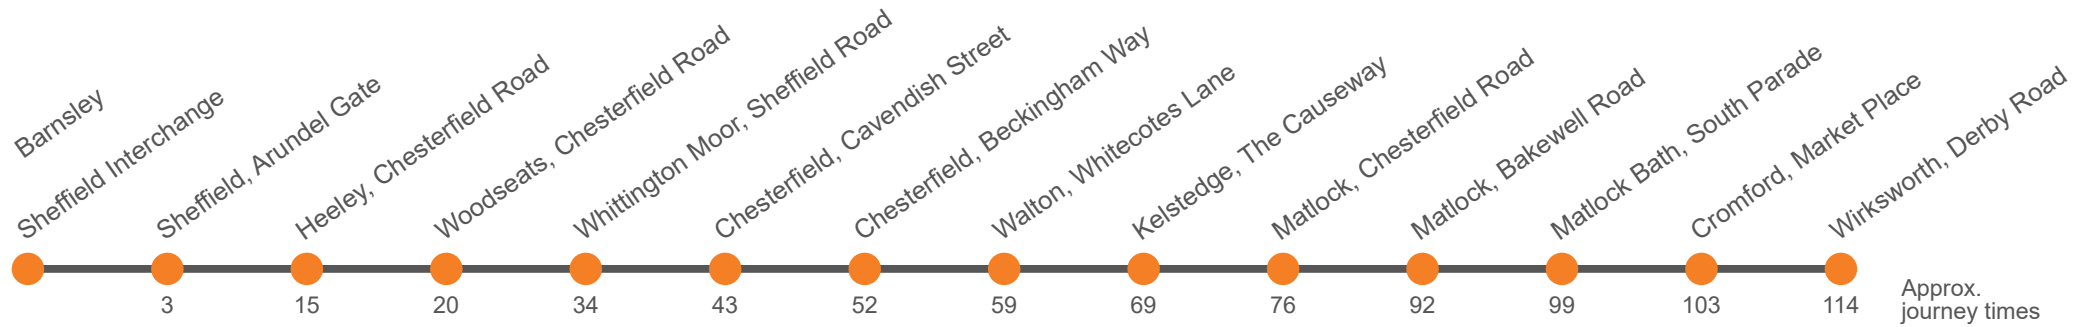 Barnsley
Sheffield Interchange
Sheffield, Arundel Gate
Heeley, Chesterfield Road
Woodseats, Chesterfield Road
Whittington Moor, Sheffield Road
Chesterfield, Cavendish Street
Chesterfield, Beckingham Way
Walton, Whitecotes Lane
Kelstedge, The Causeway
Matlock, Chesterfield Road
Matlock, Bakewell Road
Matlock Bath, South Parade
Cromford, Market Place
Wirksworth, Derby Road
3 15 20 34 43 52 59 69 76 92 99 103 114
Approx.
journey times